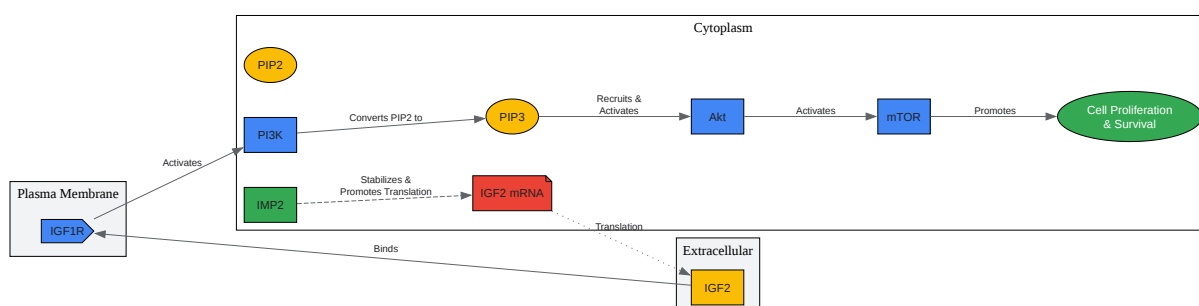 Cytoplasm
PIP2
PI3K
Converts PIP2 to
PIP3
Recruits &
Activates
Akt
Activates
mTOR
Promotes
Cell Proliferation
& Survival
Activates
Plasma Membrane
IGF1R
IMP2
Stabilizes &
Promotes Translation
IGF2 mRNA
Translation
Binds
Extracellular
IGF2